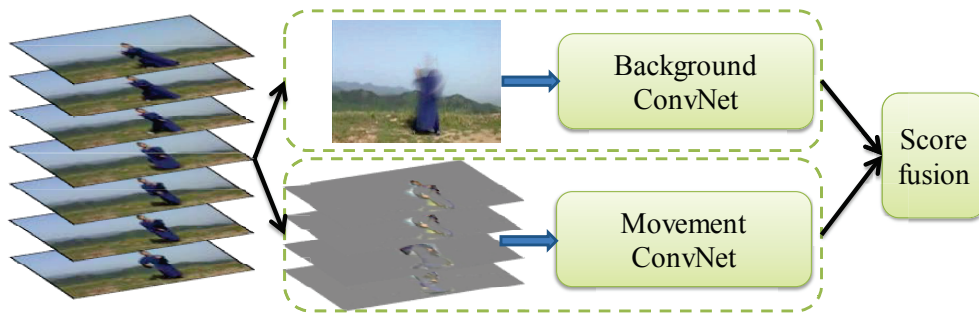 Background
ConvNet
Movement
ConvNet
Score
fusion